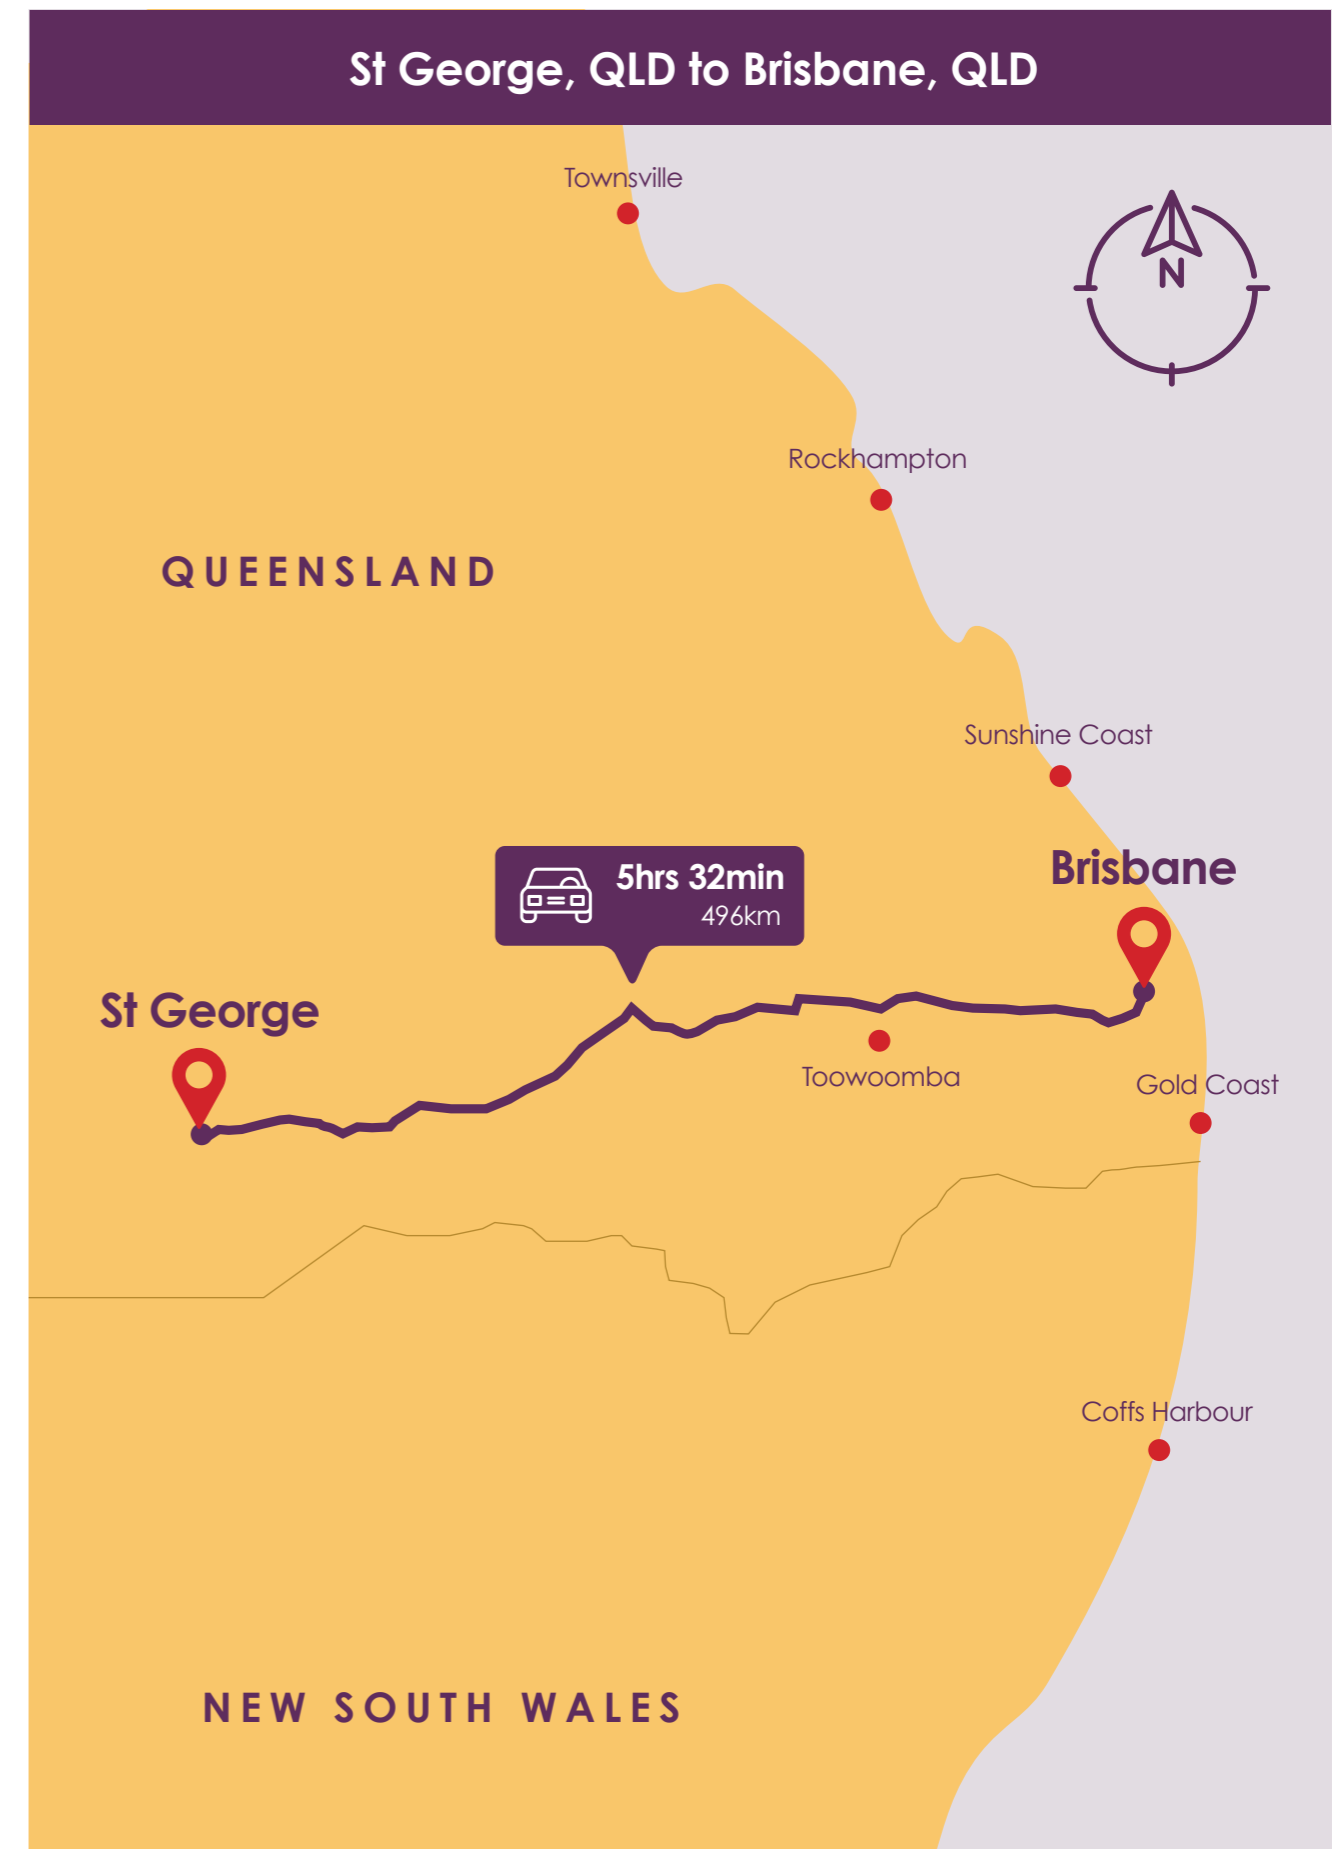 St George, QLD to Brisbane, QLD
Townsville
N
Rockhampton
QUEENSLAND
Sunshine Coast
Brisbane
5hrs 32min
496km
St George
Toowoomba
Gold Coast
Coffs Harbour
NEW SOUTH WALES